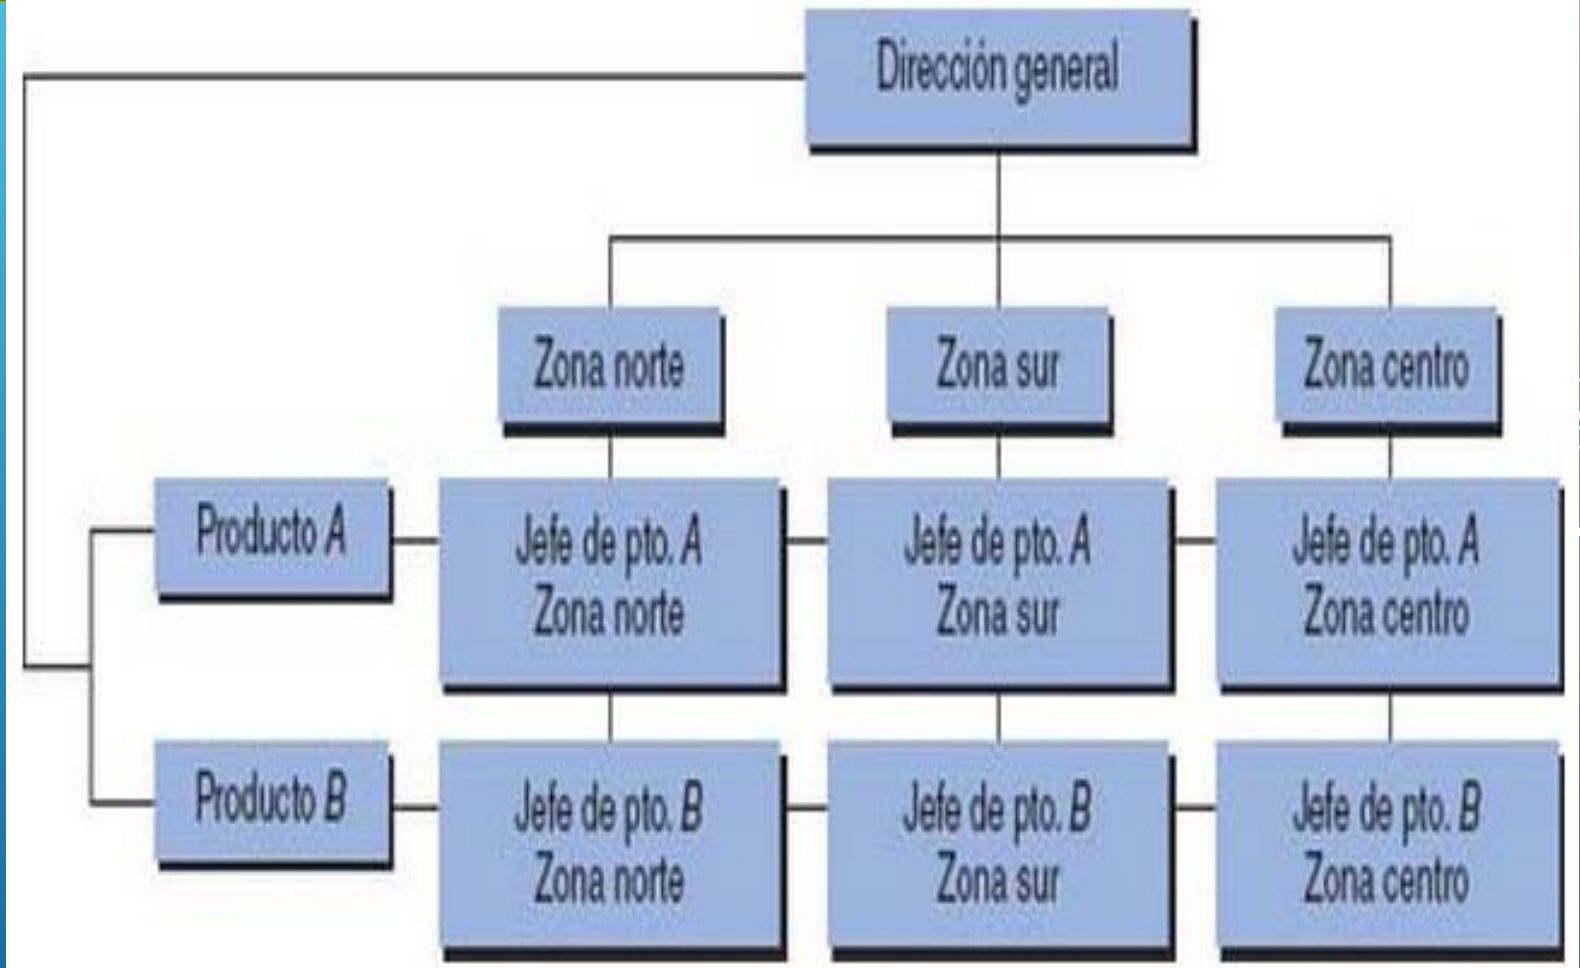 Dirección general
Zona norte
Zona sur
Zona centro
Producto A
Jefe de pto. A
Zona norte
Jefe de pto. A
Zona sur
Jefe de pto. A
Zona centro
Producto B
Jefe de pto. B
Zona norte
Jefe de pto. B
Zona sur
Jefe de pto. B
Zona centro